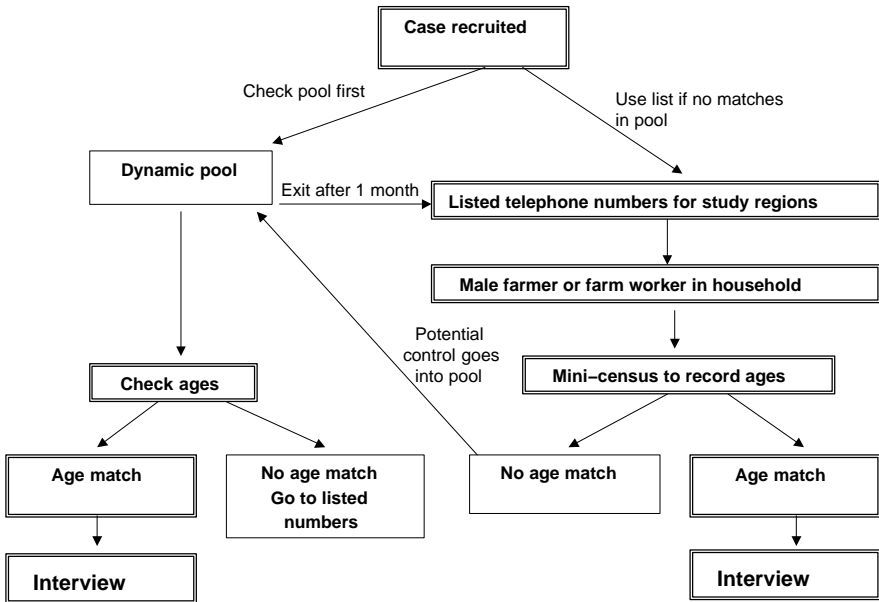 Case recruited
Check pool first
Use list if no matches
in pool
Dynamic pool
Exit after 1 month
Listed telephone numbers for study regions
Male farmer or farm worker in household
Potential
control goes
into pool
Check ages
Mini−census to record ages
Age match
No age match
Go to listed
numbers
No age match
Age match
Interview
Interview